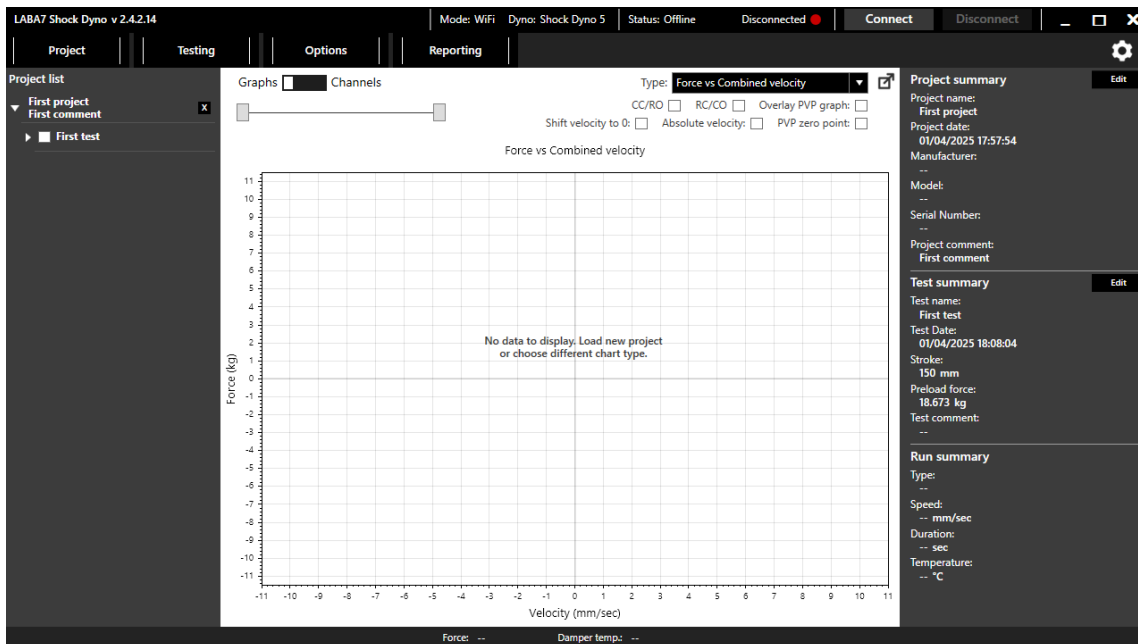 LABA7 Shock Dyno v 2.4.2.14
Mode: WiFi Dyno: Shock Dyno 5 Status: Offline Disconnected Connect Disconnect
Project Testing Options Reporting
Project list
First project
First comment
X
First test
Graphs Channels
Type: Force vs Combined velocity
CC/RO RC/CO Overlay PVP graph:
Shift velocity to 0: Absolute velocity: PVP zero point:
Force vs Combined velocity
11
10
9
8
7
6
5
4
3
2
1
0
-1
-2
-3
-4
-5
-6
-7
-8
-9
-10
-11
Force (kg)
No data to display. Load new project
or choose different chart type.
-11 -10 -9 -8 -7 -6 -5 -4 -3 -2 -1 0 1 2 3 4 5 6 7 8 9 10 11
Velocity (mm/sec)
Project summary Edit
Project name:
First project
Project date:
01/04/2025 17:57:54
Manufacturer:
--
Model:
--
Serial Number:
--
Project comment:
First comment
Test summary Edit
Test name:
First test
Test Date:
01/04/2025 18:08:04
Stroke:
150 mm
Preload force:
18.673 kg
Test comment:
--
Run summary
Type:
--
Speed:
-- mm/sec
Duration:
-- sec
Temperature:
-- °C
Force: -- Damper temp.: --